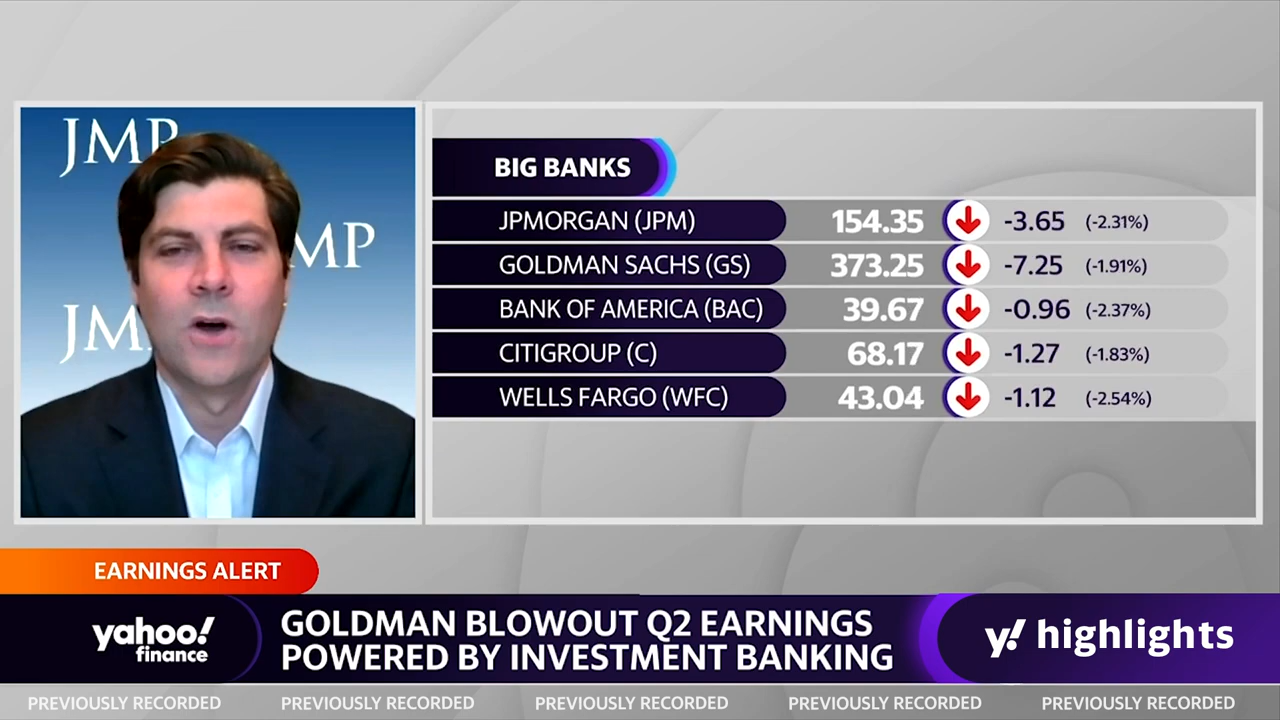 JMP
MP
JM
BIG BANKS
JPMORGAN (JPM) 154.35 -3.65 (-2.31%)
GOLDMAN SACHS (GS) 373.25 -7.25 (-1.91%)
BANK OF AMERICA (BAC) 39.67 -0.96 (-2.37%)
CITIGROUP (C) 68.17 -1.27 (-1.83%)
WELLS FARGO (WFC) 43.04 -1.12 (-2.54%)
EARNINGS ALERT
yahoo!
finance
GOLDMAN BLOWOUT Q2 EARNINGS
POWERED BY INVESTMENT BANKING
y! highlights
PREVIOUSLY RECORDED PREVIOUSLY RECORDED PREVIOUSLY RECORDED PREVIOUSLY RECORDED PREVIOUSLY RECORDED